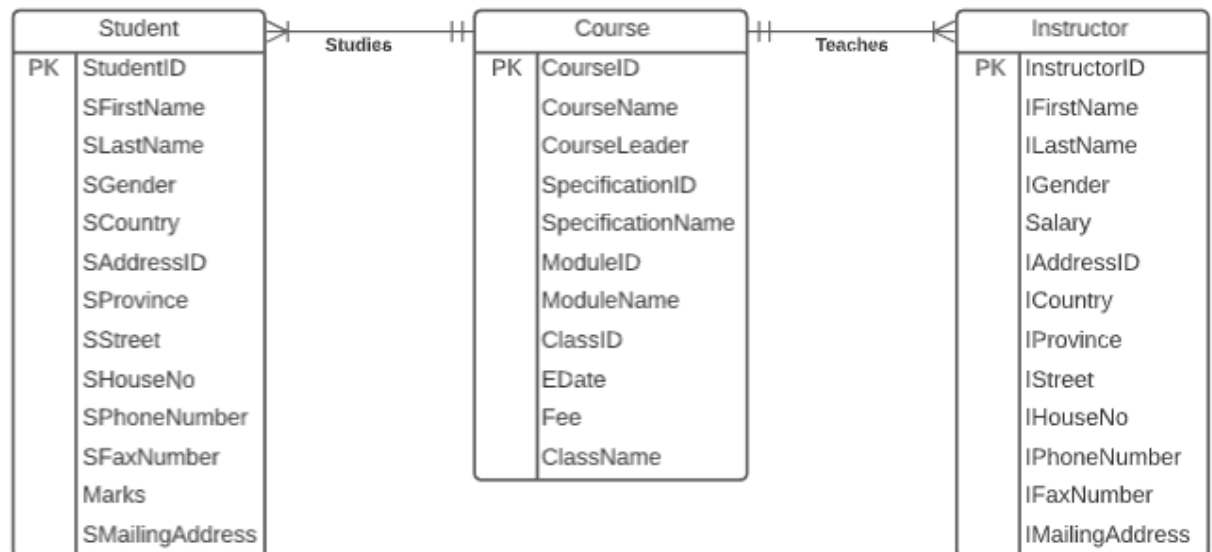 Student
PK StudentID
SFirstName
SLastName
SGender
SCountry
SAddressID
SProvince
SStreet
SHouseNo
SPhoneNumber
SFaxNumber
Marks
SMailingAddress
Studies
Course
PK CourseID
CourseName
CourseLeader
SpecificationID
SpecificationName
ModuleID
ModuleName
ClassID
EDate
Fee
ClassName
Teaches
Instructor
PK InstructorID
IFirstName
ILastName
IGender
Salary
IAddressID
ICountry
IProvince
IStreet
IHouseNo
IPhoneNumber
IFaxNumber
IMailingAddress